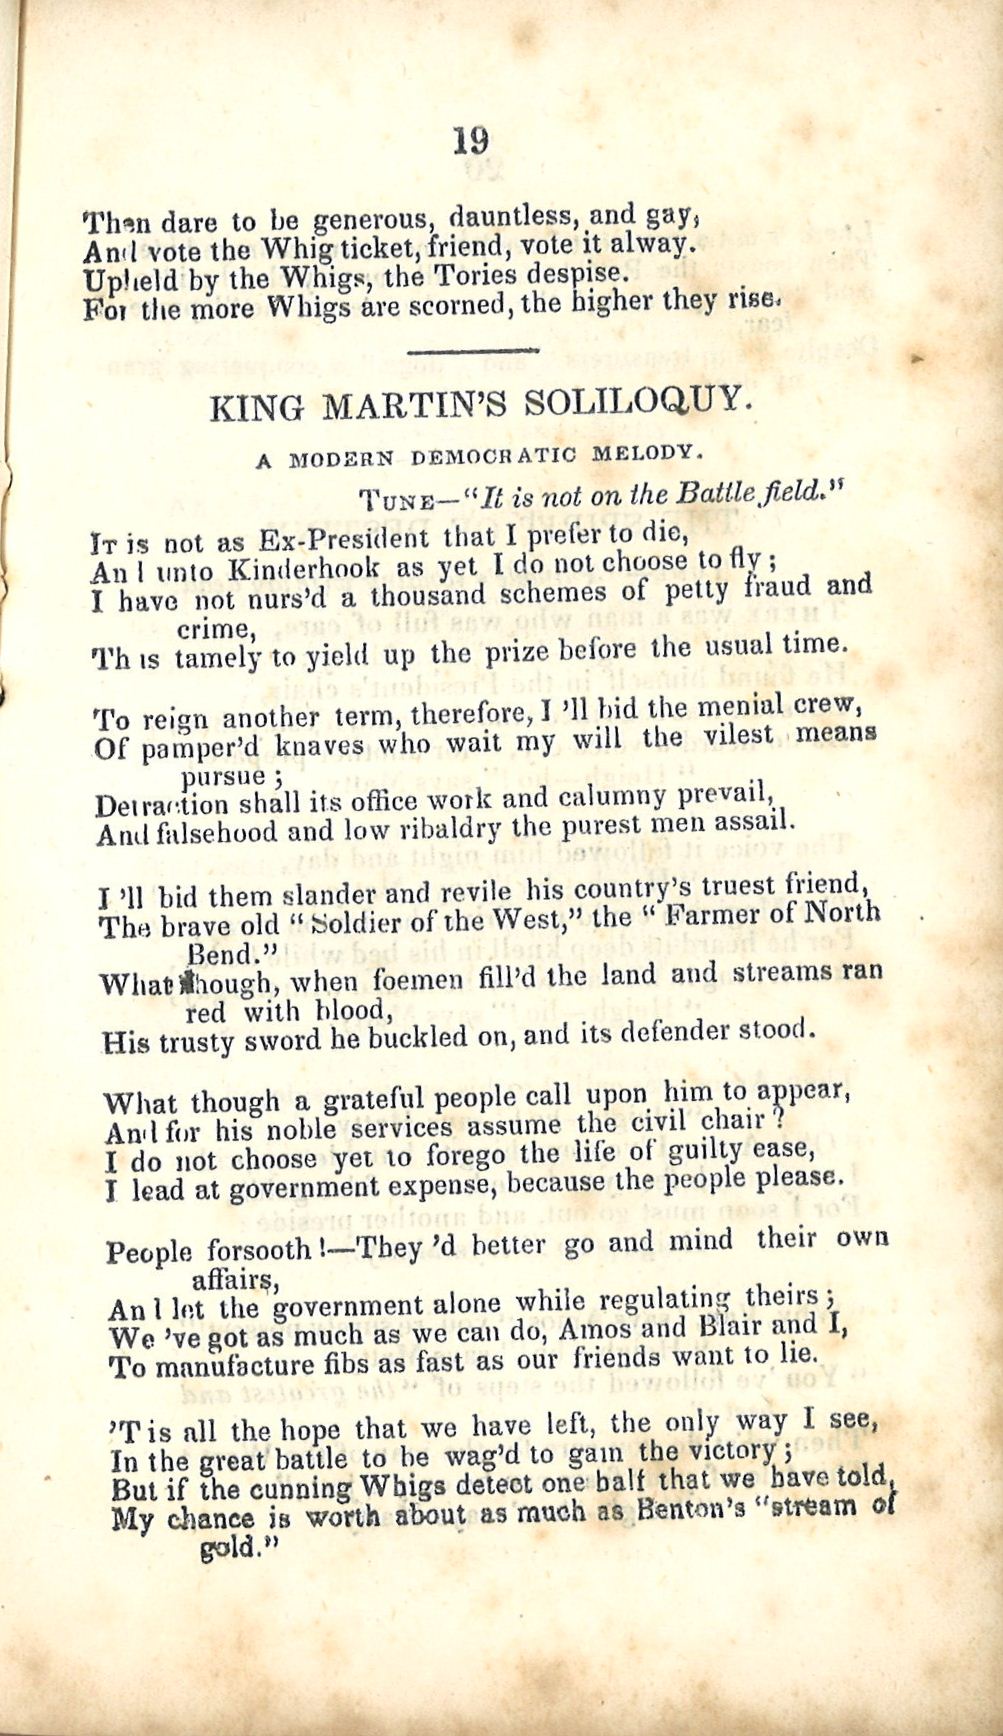 19
Then dare to be generous, dauntless, and gay,
And vote the Whig ticket, friend, vote it alway.
Upheld by the Whigs, the Tories despise.
For the more Whigs are scorned, the higher they rise.
KING MARTIN'S SOLILOQUY.
A MODERN DEMOCRATIC MELODY.
TUNE—"It is not on the Battle field."
IT is not as Ex-President that I prefer to die,
And unto Kinderhook as yet I do not choose to fly;
I have not nurs'd a thousand schemes of petty fraud and
crime,
Thus tamely to yield up the prize before the usual time.
To reign another term, therefore, I 'll bid the menial crew,
Of pamper'd knaves who wait my will the vilest means
pursue;
Detraction shall its office work and calumny prevail,
And falsehood and low ribaldry the purest men assail.
I 'll bid them slander and revile his country's truest friend,
The brave old "Soldier of the West," the "Farmer of North
Bend."
What though, when foemen fill'd the land and streams ran
red with blood,
His trusty sword he buckled on, and its defender stood.
What though a grateful people call upon him to appear,
And for his noble services assume the civil chair?
I do not choose yet to forego the life of guilty ease,
I lead at government expense, because the people please.
People forsooth!—They 'd better go and mind their own
affairs,
And let the government alone while regulating theirs;
We 've got as much as we can do, Amos and Blair and I,
To manufacture fibs as fast as our friends want to lie.
'T is all the hope that we have left, the only way I see,
In the great battle to be wag'd to gain the victory;
But if the cunning Whigs detect one half that we have told,
My chance is worth about as much as Benton's "stream of
gold."